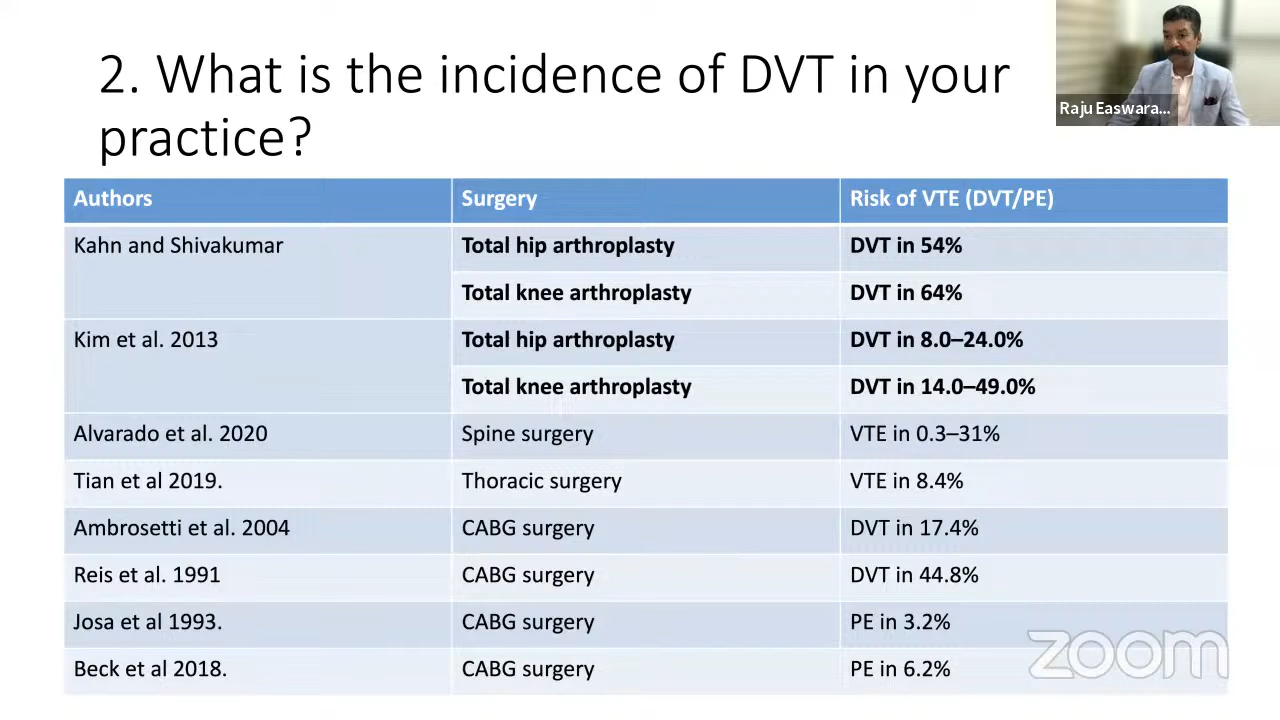 2. What is the incidence of DVT in your
practice?
Raju Easwara...
Authors Surgery Risk of VTE (DVT/PE)
Kahn and Shivakumar Total hip arthroplasty DVT in 54%
Total knee arthroplasty DVT in 64%
Kim et al. 2013 Total hip arthroplasty DVT in 8.0–24.0%
Total knee arthroplasty DVT in 14.0–49.0%
Alvarado et al. 2020 Spine surgery VTE in 0.3–31%
Tian et al 2019. Thoracic surgery VTE in 8.4%
Ambrosetti et al. 2004 CABG surgery DVT in 17.4%
Reis et al. 1991 CABG surgery DVT in 44.8%
Josa et al 1993. CABG surgery PE in 3.2%
Beck et al 2018. CABG surgery PE in 6.2%
zoom